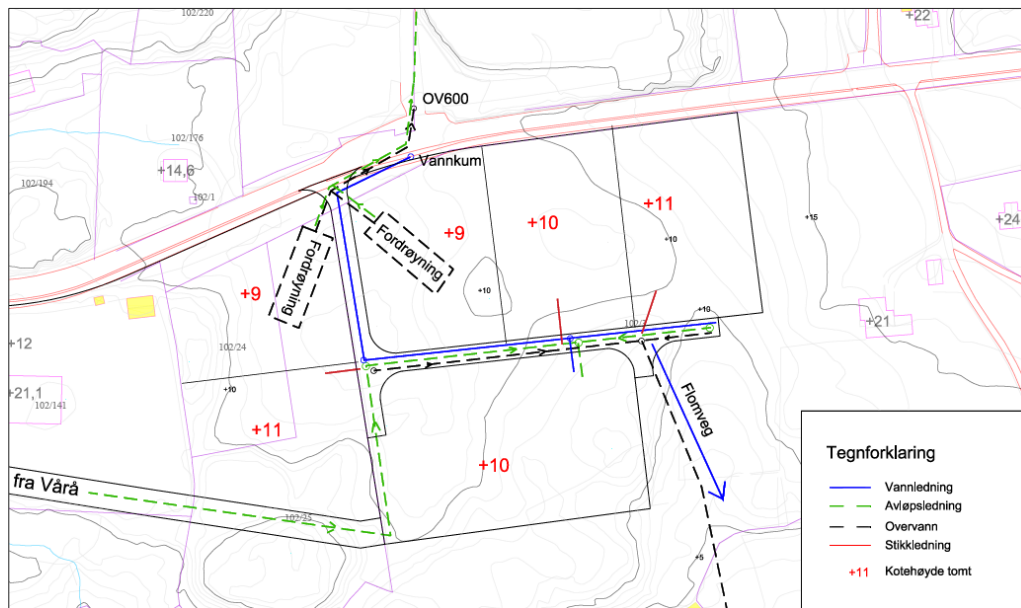 102/220
+22
OV600
102/176
Vannkum
+14,6
102/194
102/1
+11
+15
+24
+10
+9
+10
Fordrøyning
Fordrøyning
+9
+10
+10
+21
102/24
+12
+10
+21,1
102/141
+11
Flomveg
+10
fra Vårå
102/25
+5
Tegnforklaring
Vannledning
Avløpsledning
Overvann
Stikkledning
+11 Kotehøyde tomt